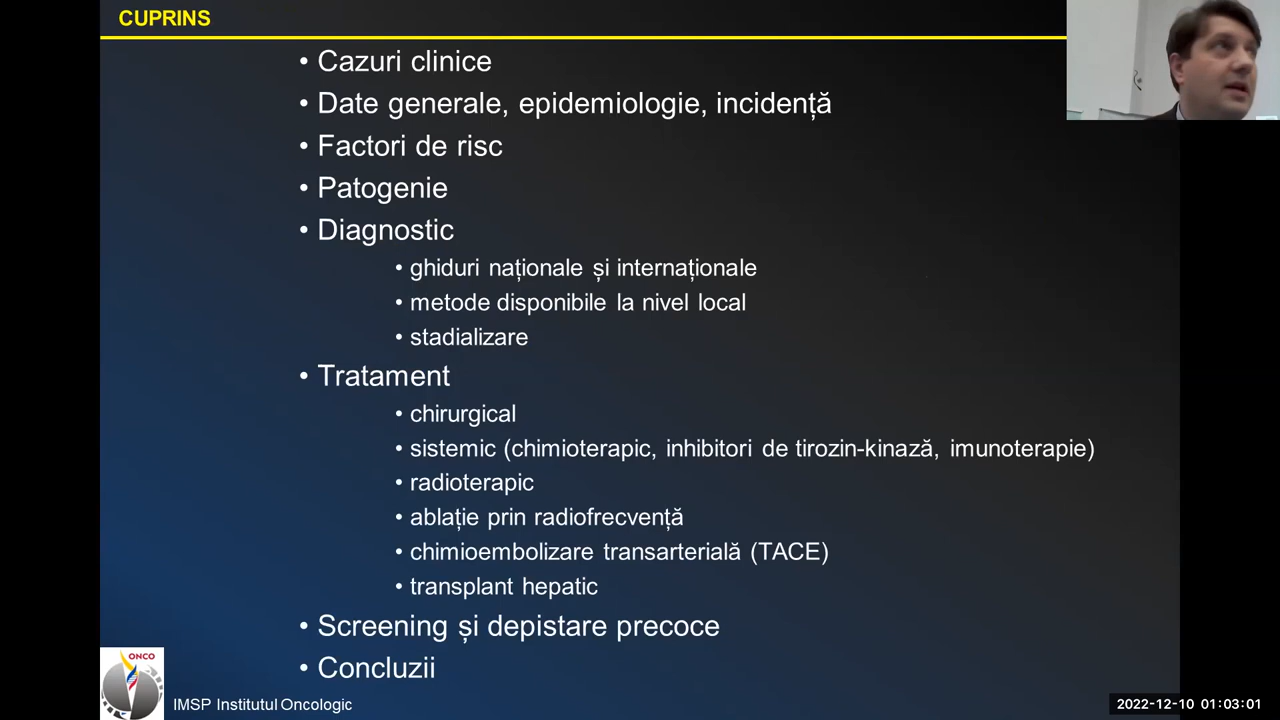 CUPRINS
• Cazuri clinice
• Date generale, epidemiologie, incidență
• Factori de risc
• Patogenie
• Diagnostic
• ghiduri naționale și internaționale
• metode disponibile la nivel local
• stadializare
• Tratament
• chirurgical
• sistemic (chimioterapic, inhibitori de tirozin-kinază, imunoterapie)
• radioterapic
• ablație prin radiofrecvență
• chimioembolizare transarterială (TACE)
• transplant hepatic
• Screening și depistare precoce
• Concluzii
ONCO
IMSP Institutul Oncologic
2022-12-10 01:03:01